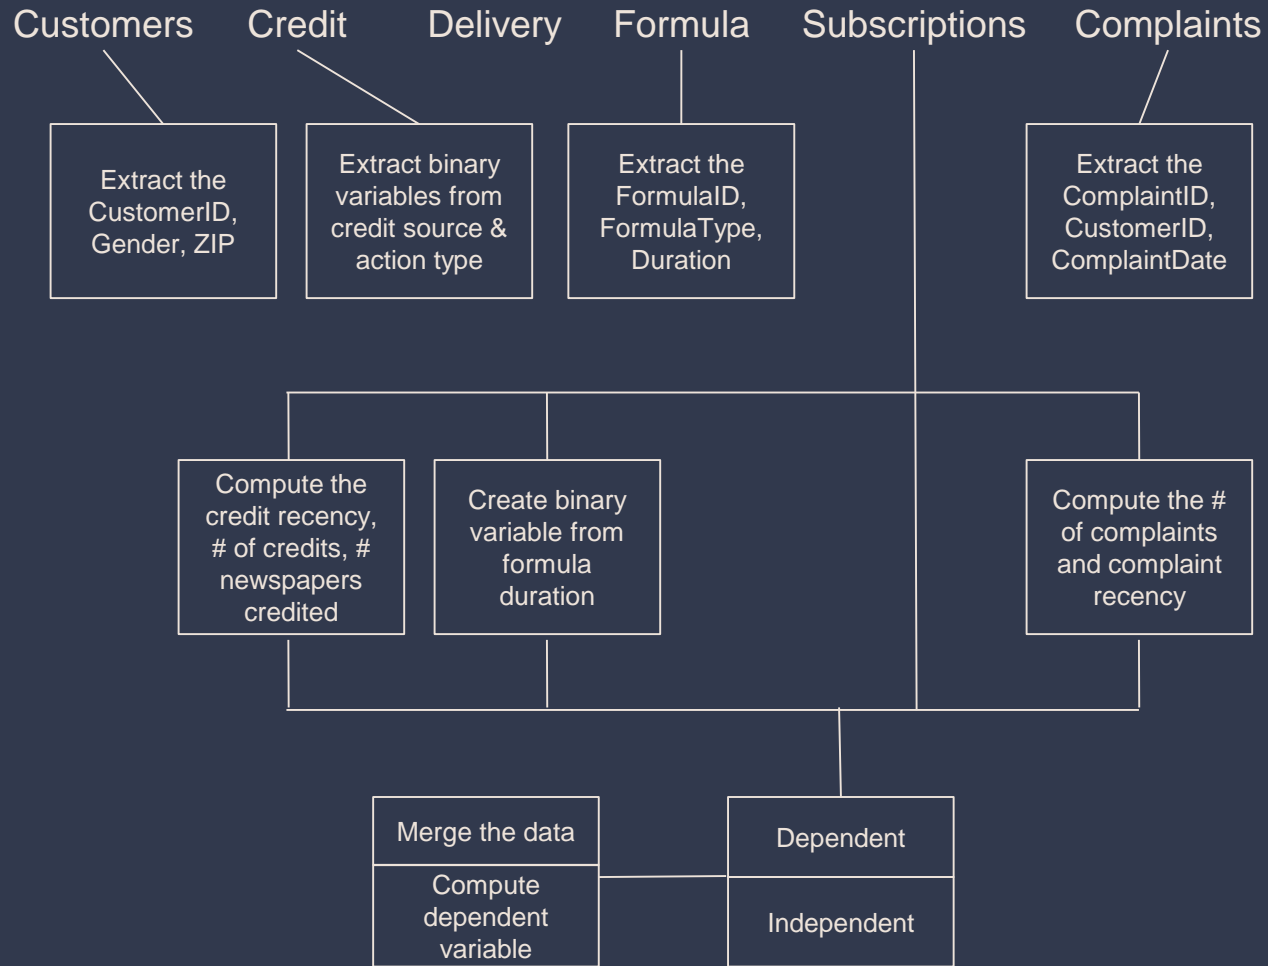 Customers
Credit
Delivery
Formula
Subscriptions
Complaints
Extract the
CustomerID,
Gender, ZIP
Extract binary
variables from
credit source &
action type
Extract the
FormulaID,
FormulaType,
Duration
Extract the
ComplaintID,
CustomerID,
ComplaintDate
Compute the
credit recency,
# of credits, #
newspapers
credited
Create binary
variable from
formula
duration
Compute the #
of complaints
and complaint
recency
Merge the data
Compute
dependent
variable
Dependent
Independent